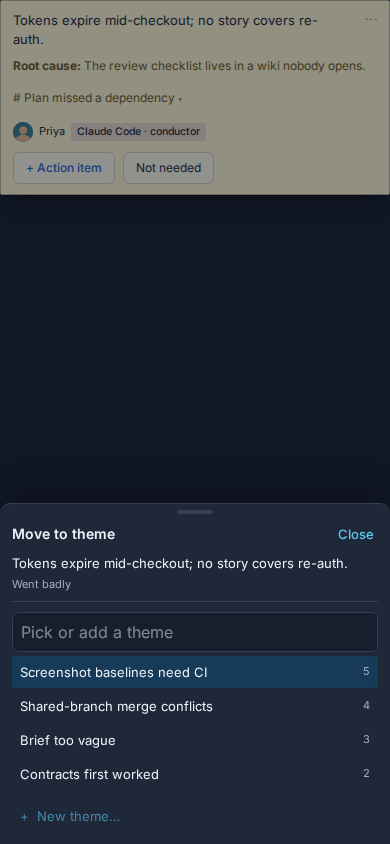 Tokens expire mid-checkout; no story covers re-
auth.
Root cause: The review checklist lives in a wiki nobody opens.
# Plan missed a dependency
Priya Claude Code · conductor
+ Action item Not needed
Move to theme Close
Tokens expire mid-checkout; no story covers re-auth.
Went badly
Pick or add a theme
Screenshot baselines need CI 5
Shared-branch merge conflicts 4
Brief too vague 3
Contracts first worked 2
+ New theme...